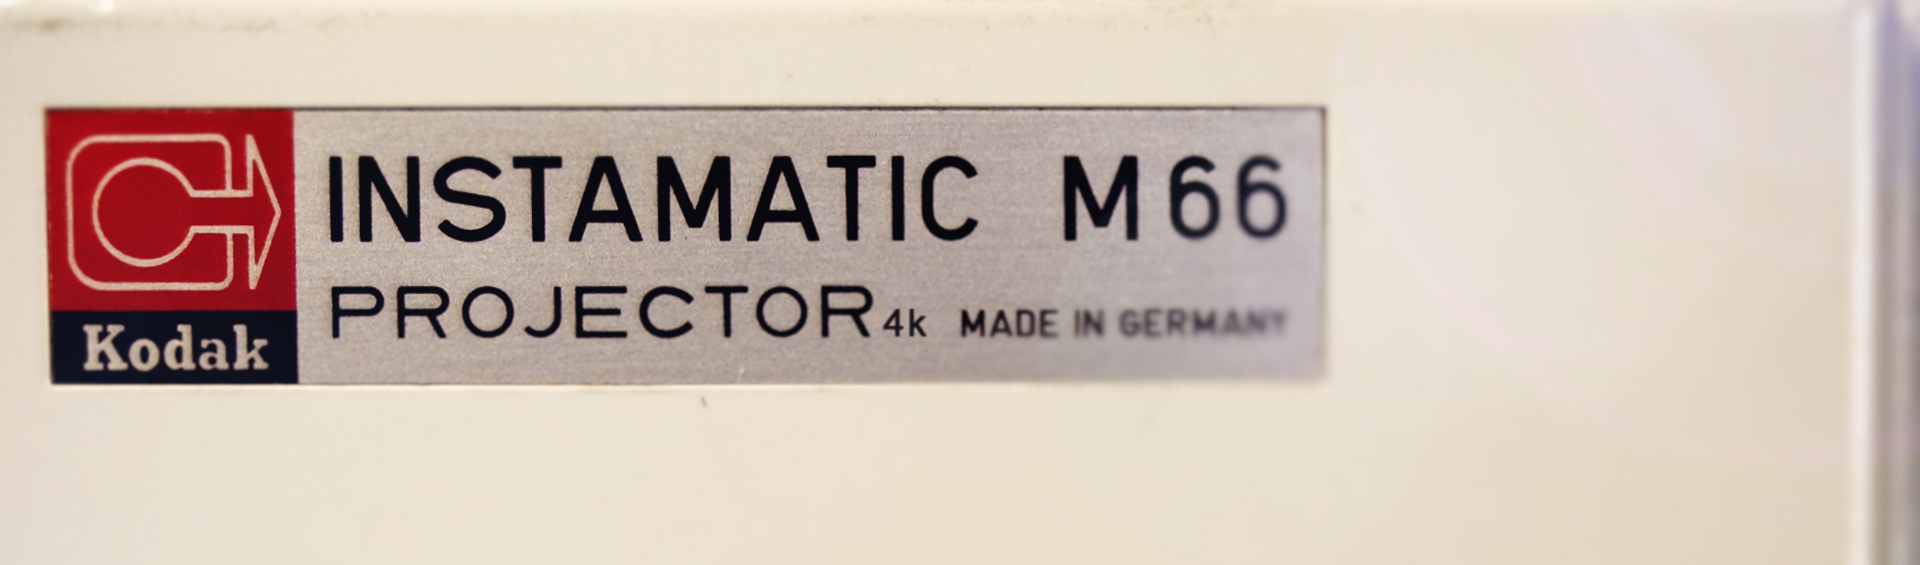 INSTAMATIC M66
PROJECTOR 4k MADE IN GERMANY
Kodak